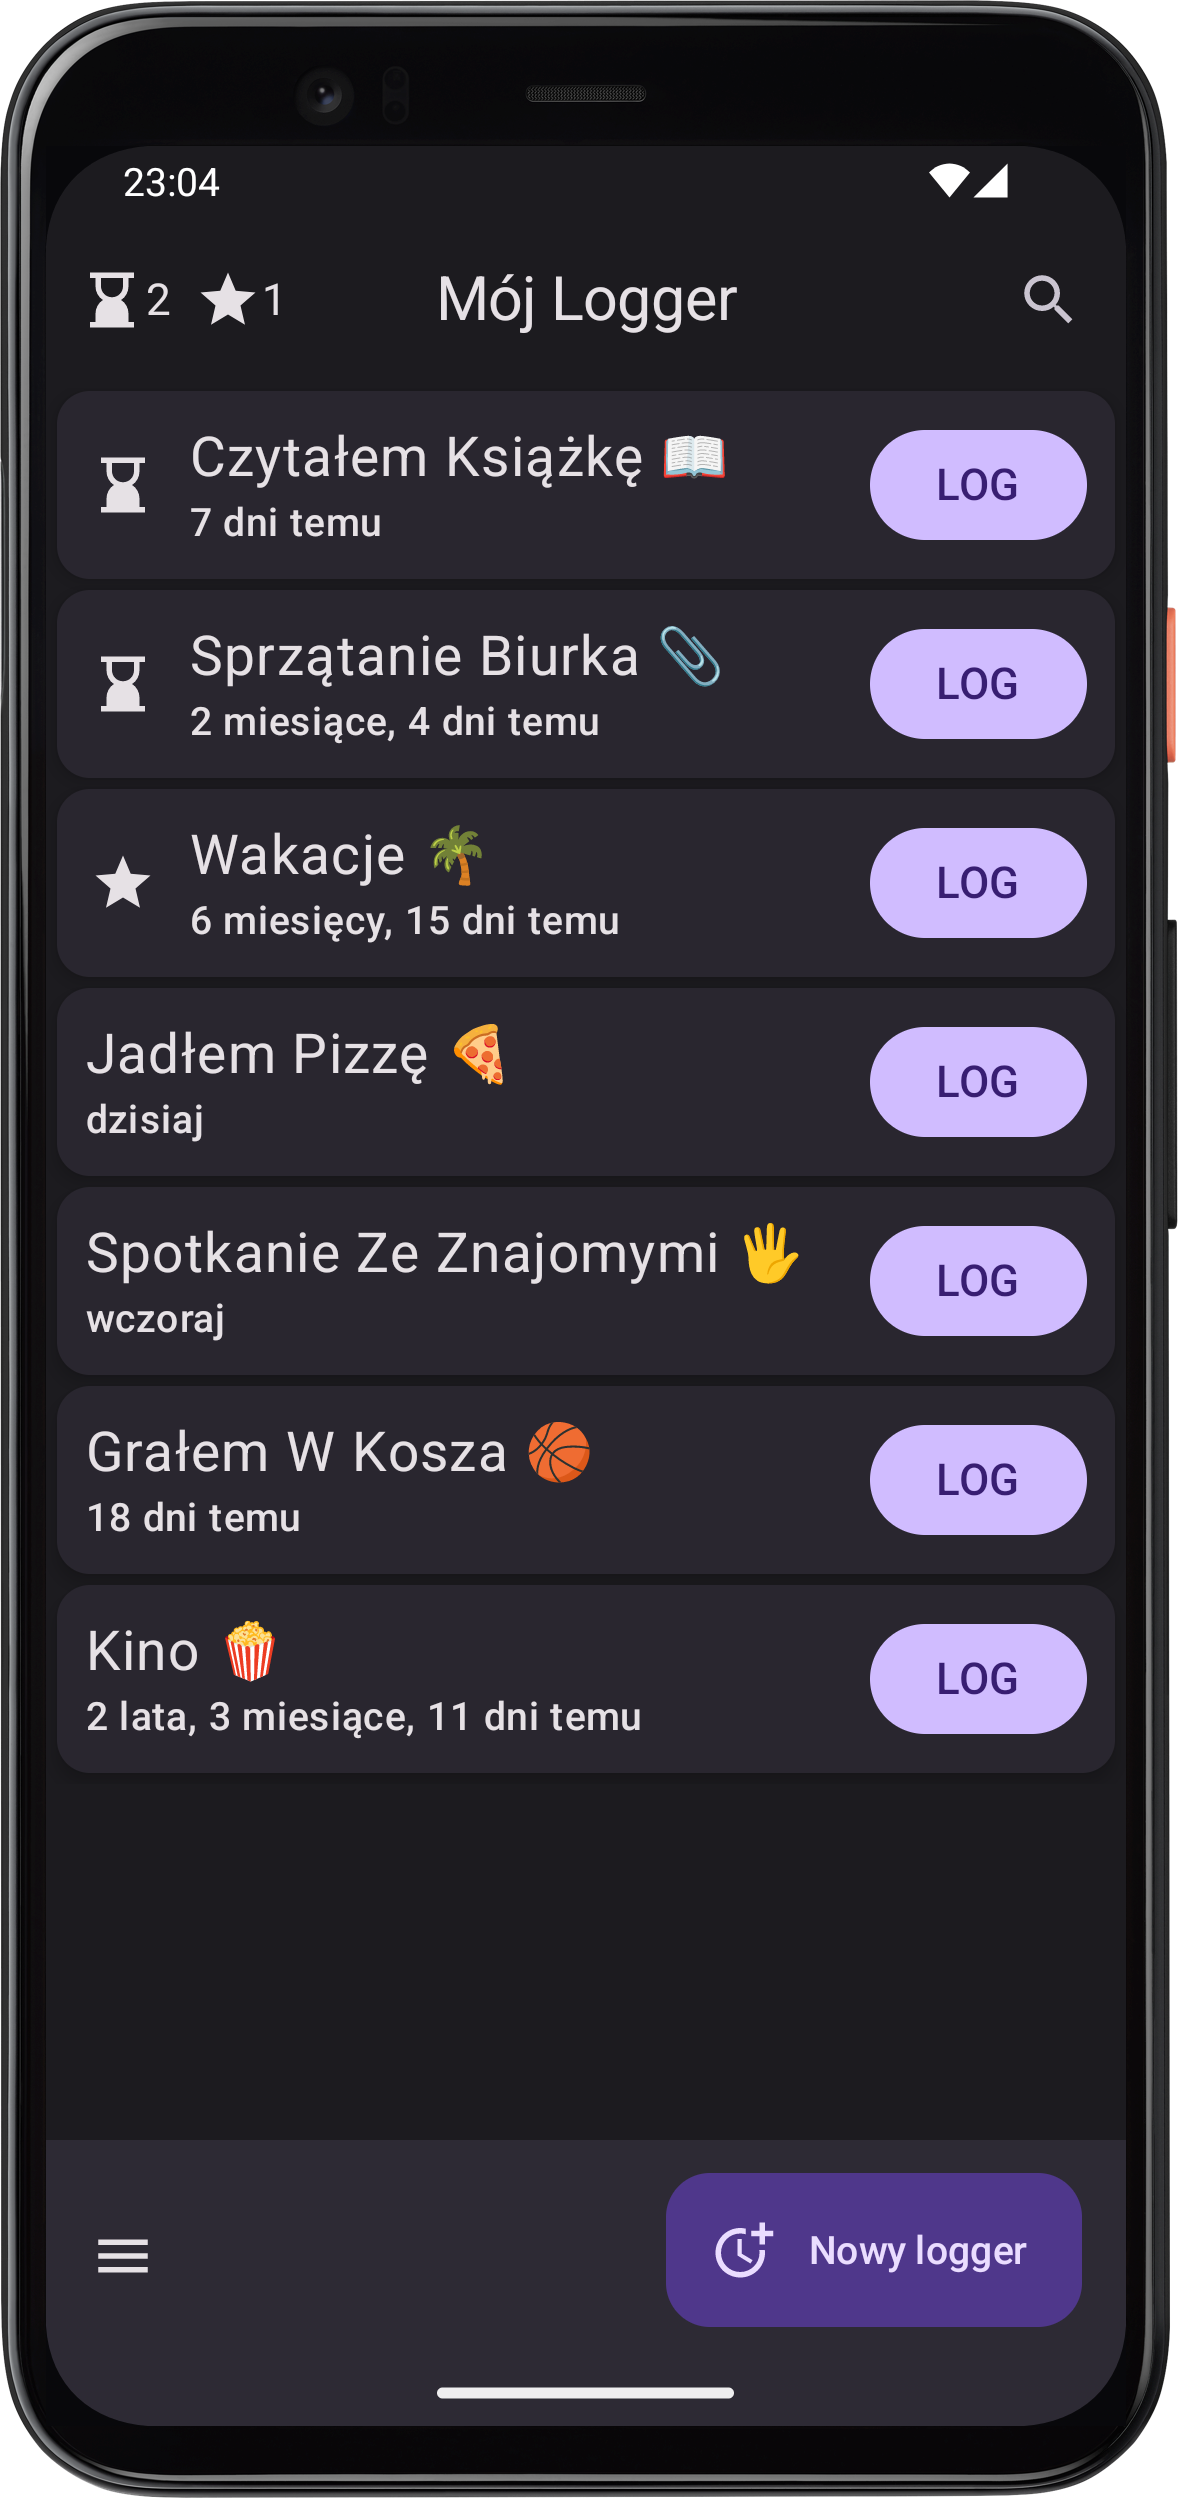 23:04
2 1 Mój Logger
Czytałem Książkę 📖
7 dni temu
LOG
Sprzątanie Biurka 📎
2 miesiące, 4 dni temu
LOG
Wakacje 🌴
6 miesięcy, 15 dni temu
LOG
Jadłem Pizzę 🍕
dzisiaj
LOG
Spotkanie Ze Znajomymi 🖐
wczoraj
LOG
Grałem W Kosza 🏀
18 dni temu
LOG
Kino 🍿
2 lata, 3 miesiące, 11 dni temu
LOG
Nowy logger